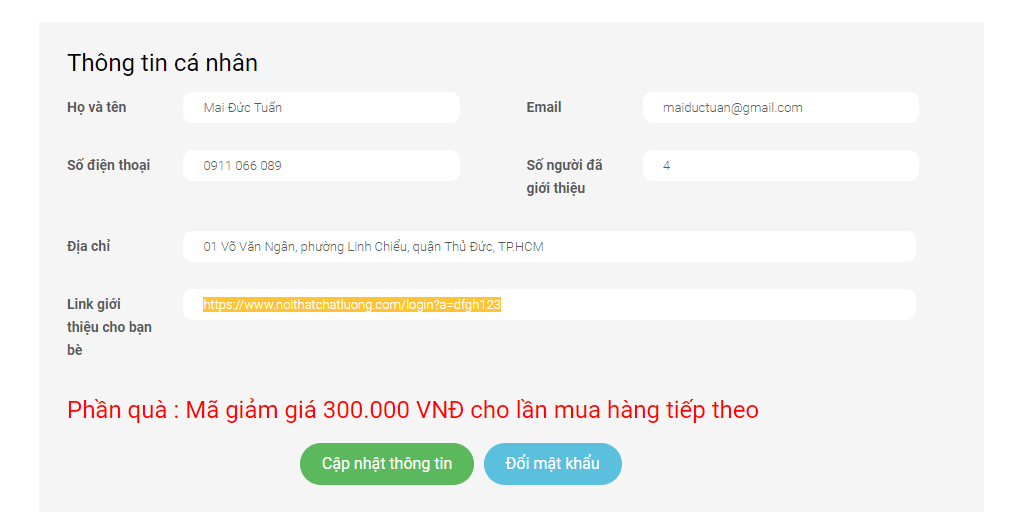 Thông tin cá nhân
Họ và tên
Mai Đức Tuấn
Email
maiductuan@gmail.com
Số điện thoại
0911 066 089
Số người đã
giới thiệu
4
Địa chỉ
01 Võ Văn Ngân, phường Linh Chiểu, quận Thủ Đức, TP.HCM
Link giới
thiệu cho bạn
bè
https://www.noithatchatluong.com/login?a=dfgh123
Phần quà : Mã giảm giá 300.000 VNĐ cho lần mua hàng tiếp theo
Cập nhật thông tin
Đổi mật khẩu